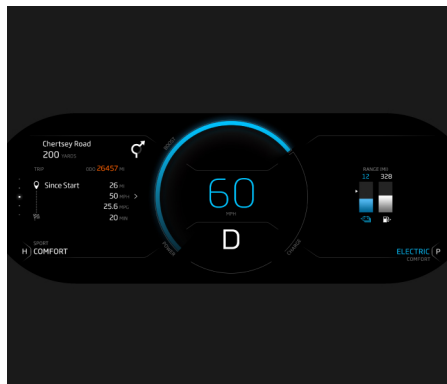 Chertsey Road
200 YARDS
TRIP
ODO 26457 MI
Since Start
26 MI
50 MPH
25.6 MPG
20 MIN
H
SPORT
COMFORT
BOOST
POWER
CHARGE
60
MPH
D
RANGE (MI)
12 328
ELECTRIC
COMFORT
P